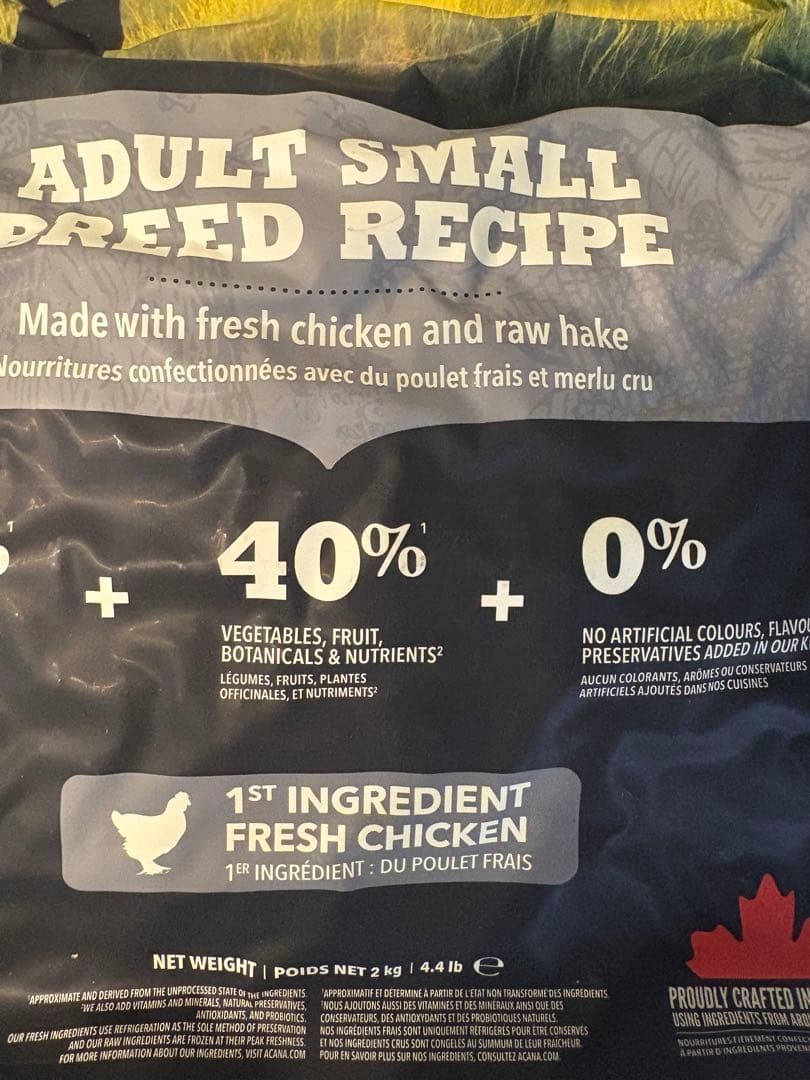 ADULT SMALL
BREED RECIPE
Made with fresh chicken and raw hake
Nourritures confectionnées avec du poulet frais et merlu cru
1
+
40%1
VEGETABLES, FRUIT,
BOTANICALS & NUTRIENTS2
LÉGUMES, FRUITS, PLANTES
OFFICINALES, ET NUTRIMENTS2
+
0%
NO ARTIFICIAL COLOURS,
PRESERVATIVES ADDED IN OUR
AUCUN COLORANTS, ARÔMES OU CONSERVATEURS
ARTIFICIELS AJOUTÉS DANS NOS CUISINES
1ST INGREDIENT
FRESH CHICKEN
1ER INGRÉDIENT : DU POULET FRAIS
NET WEIGHT | POIDS NET 2 kg | 4.4 lb e
1APPROXIMATE AND DERIVED FROM THE UNPROCESSED STATE OF THE INGREDIENTS.
2WE ALSO ADD VITAMINS AND MINERALS, NATURAL PRESERVATIVES,
ANTIOXIDANTS, AND PROBIOTICS.
OUR FRESH INGREDIENTS USE REFRIGERATION AS THE SOLE METHOD OF PRESERVATION
AND OUR RAW INGREDIENTS ARE FROZEN AT THEIR PEAK FRESHNESS.
FOR MORE INFORMATION ABOUT OUR INGREDIENTS, VISIT ACANA.COM
1APPROXIMATIF ET DÉTERMINÉ À PARTIR DE L'ÉTAT NON TRANSFORMÉ DES INGRÉDIENTS.
2NOUS AJOUTONS AUSSI DES VITAMINES ET DES MINÉRAUX AINSI QUE DES
CONSERVATEURS, DES ANTIOXYDANTS ET DES PROBIOTIQUES NATURELS.
NOS INGRÉDIENTS FRAIS SONT UNIQUEMENT RÉFRIGÉRÉS POUR ÊTRE CONSERVÉS
ET NOS INGRÉDIENTS CRUS SONT CONGELÉS AU SUMMUM DE LEUR FRAÎCHEUR.
POUR EN SAVOIR PLUS SUR NOS INGRÉDIENTS, CONSULTEZ ACANA.COM
PROUDLY CRAFTED IN
USING INGREDIENTS FROM
NOURRITURES FIÈREMENT
À PARTIR D'INGRÉDIENTS